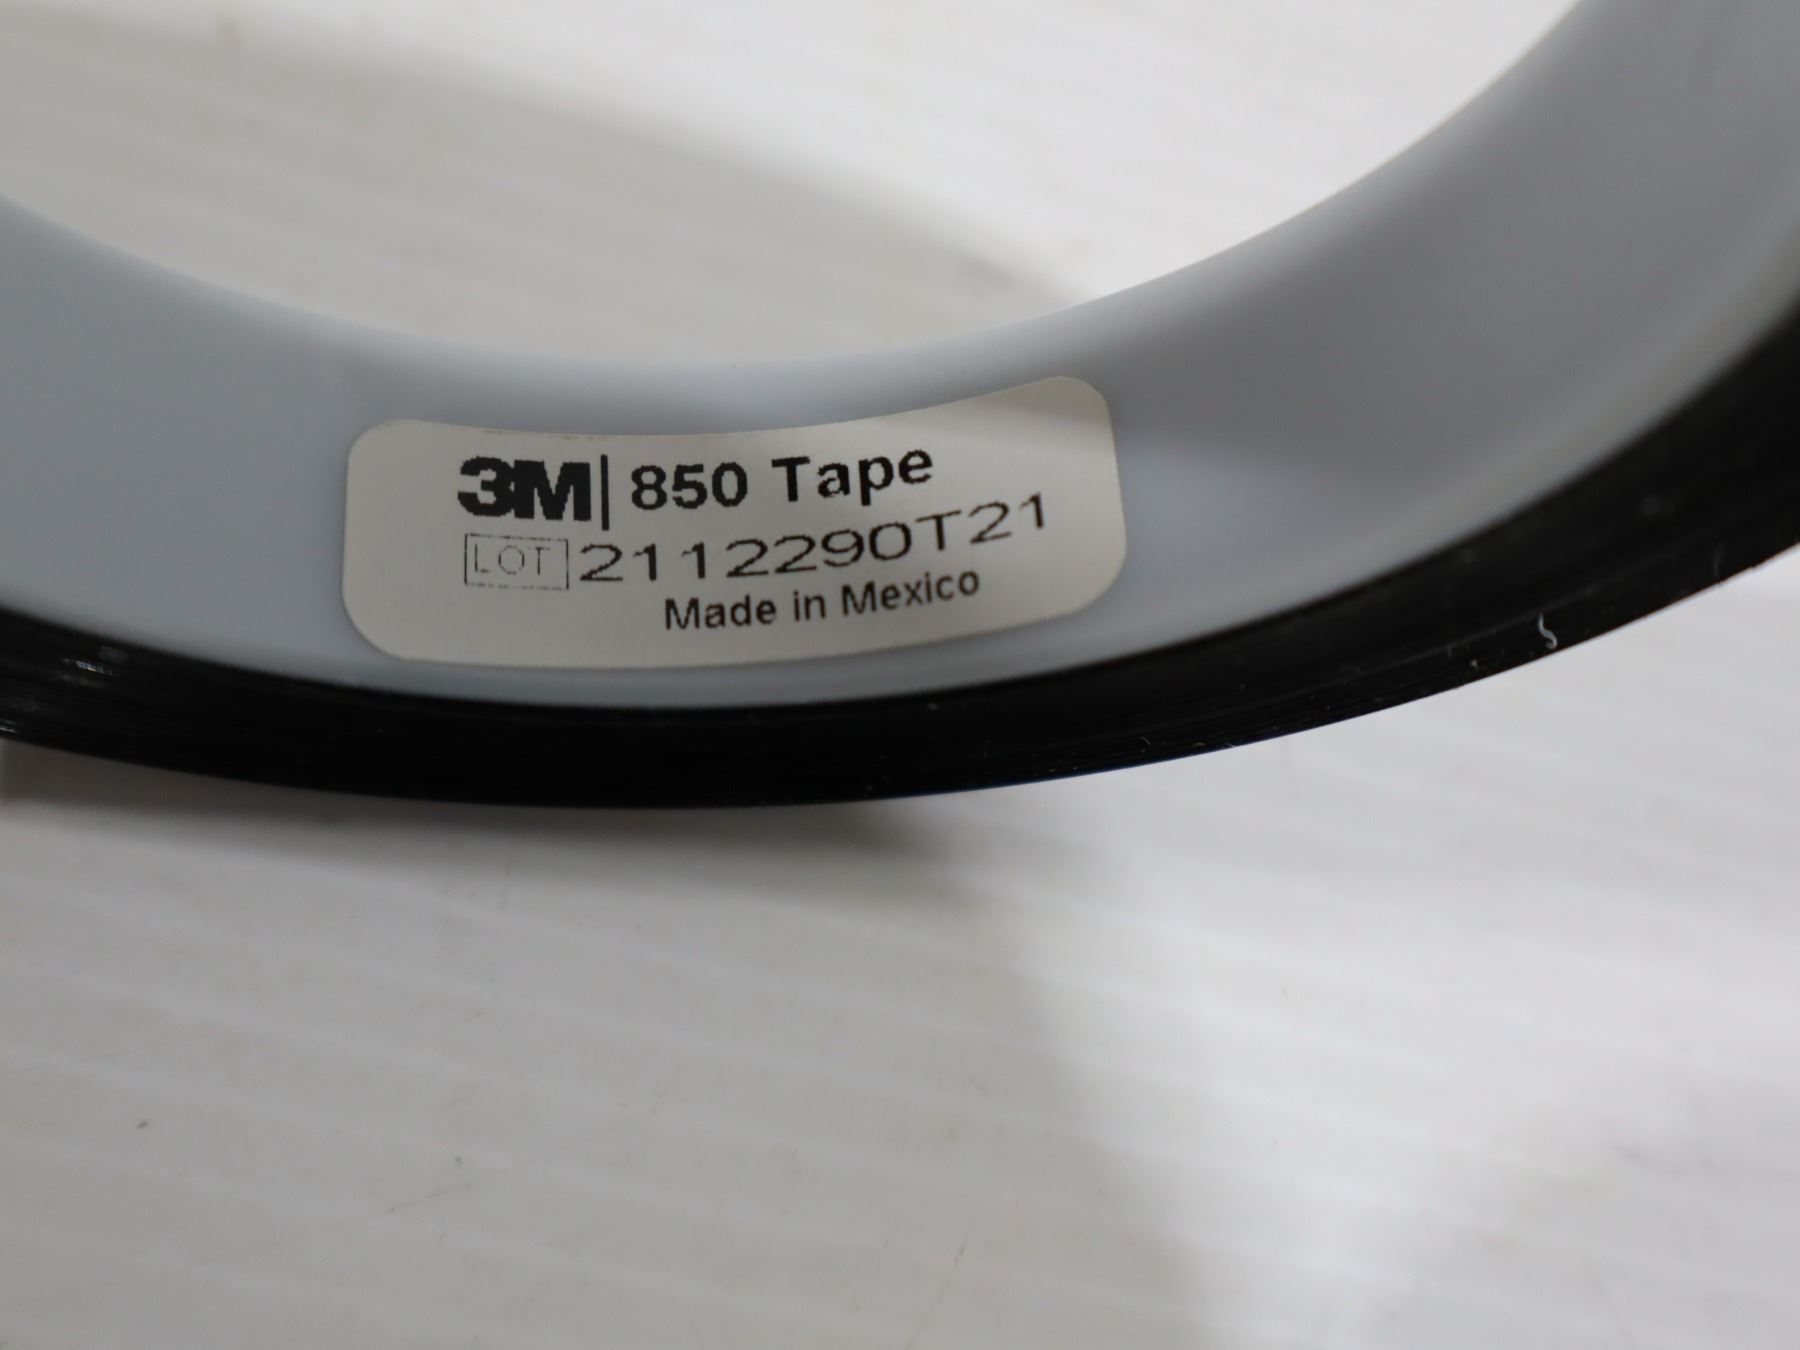 3M | 850 Tape
LOT 2112290T21
Made in Mexico